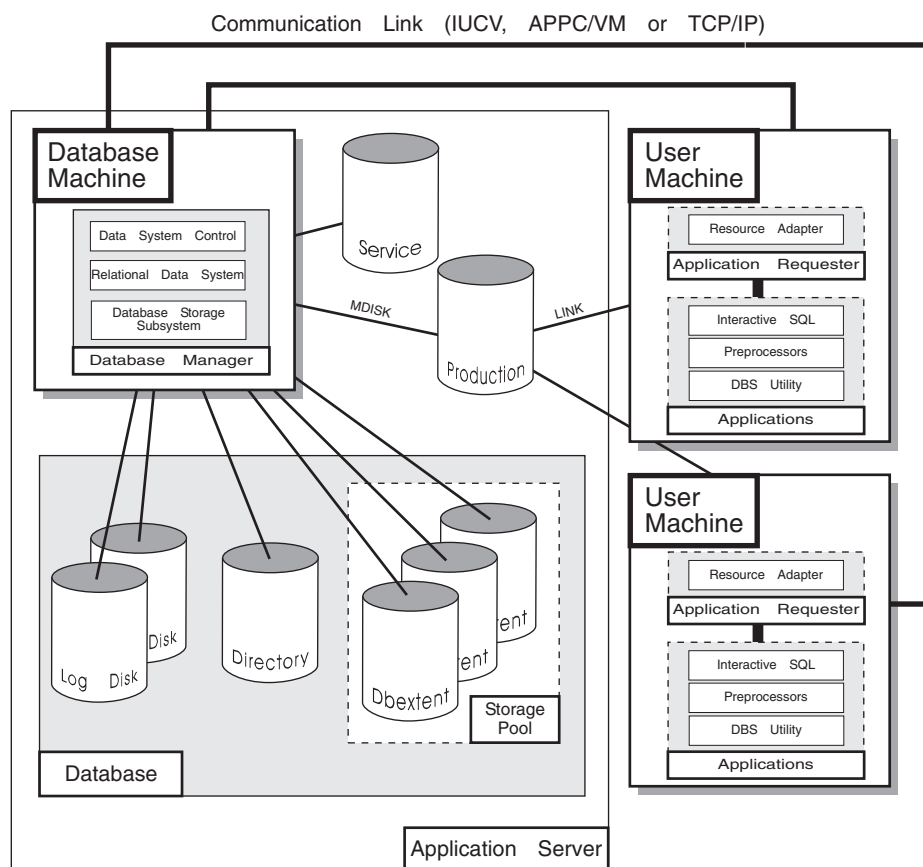 Communication Link (IUCV, APPC/VM or TCP/IP)
Database
Machine
Data System Control
Relational Data System
Database Storage
Subsystem
Database Manager
Service
MDISK
Production
LINK
User
Machine
Resource Adapter
Application Requester
Interactive SQL
Preprocessors
DBS Utility
Applications
User
Machine
Resource Adapter
Application Requester
Interactive SQL
Preprocessors
DBS Utility
Applications
Log Disk
Disk
Directory
Dbextent
tent
tent
Storage
Pool
Database
Application Server